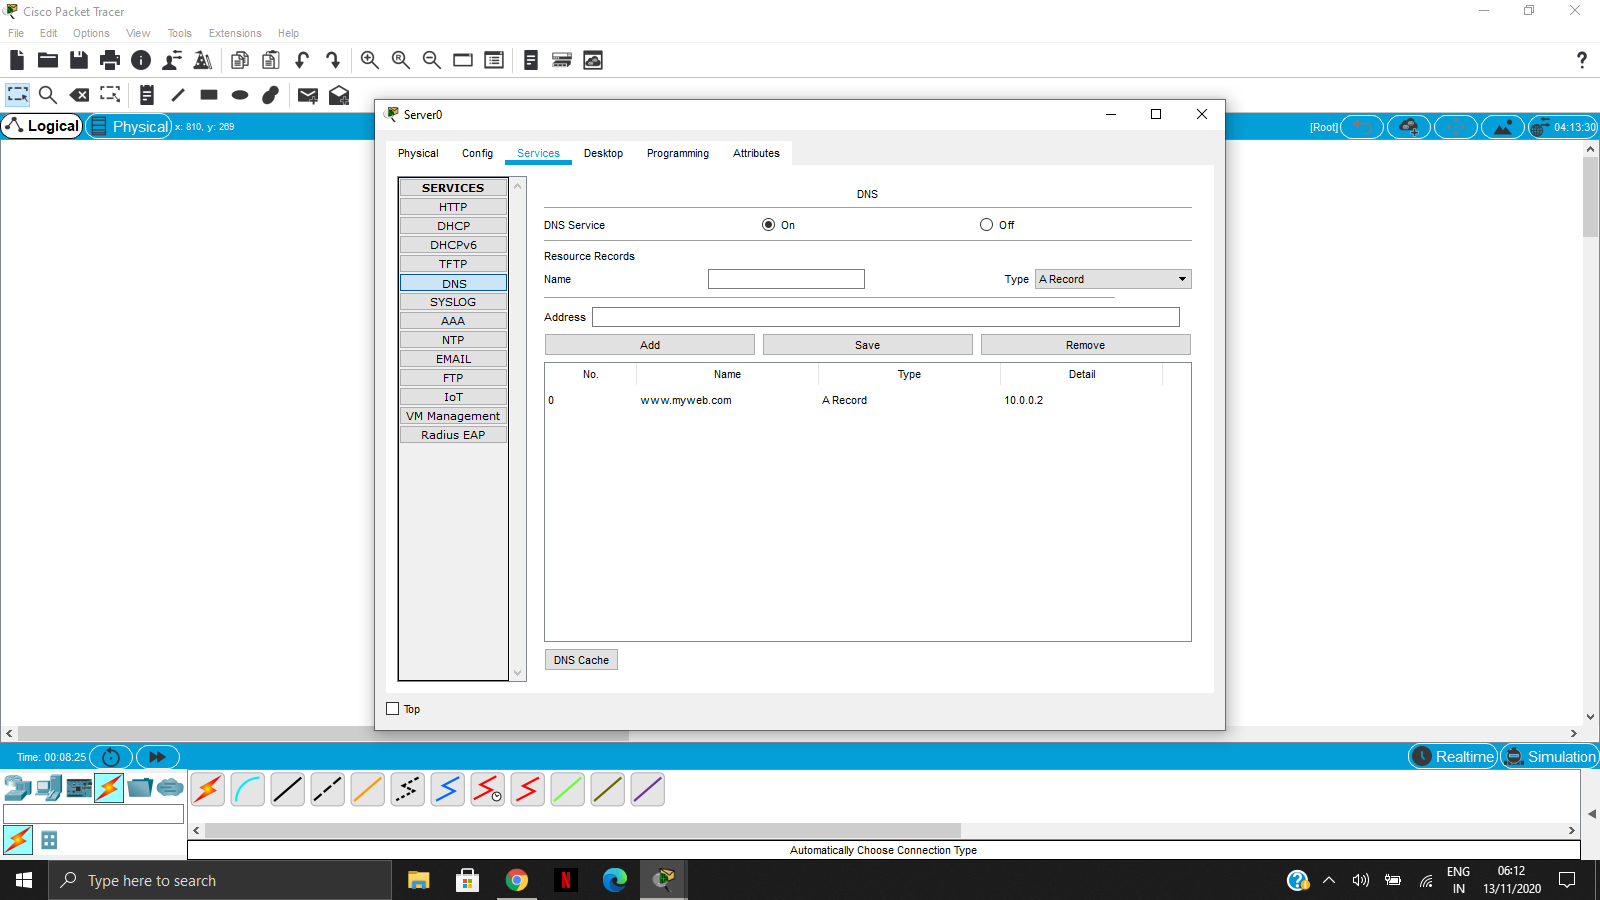 Cisco Packet Tracer
File Edit Options View Tools Extensions Help
Server0
Logical Physical x: 810, y: 269
[Root] 04:13:30
Physical Config Services Desktop Programming Attributes
SERVICES
HTTP
DHCP
DHCPv6
TFTP
DNS
SYSLOG
AAA
NTP
EMAIL
FTP
IoT
VM Management
Radius EAP
DNS
DNS Service On Off
Resource Records
Name Type A Record
Address
Add Save Remove
No. Name Type Detail
0 www.myweb.com A Record 10.0.0.2
DNS Cache
Top
Time: 00:08:25 Realtime Simulation
Automatically Choose Connection Type
Type here to search
ENG
IN
06:12
13/11/2020